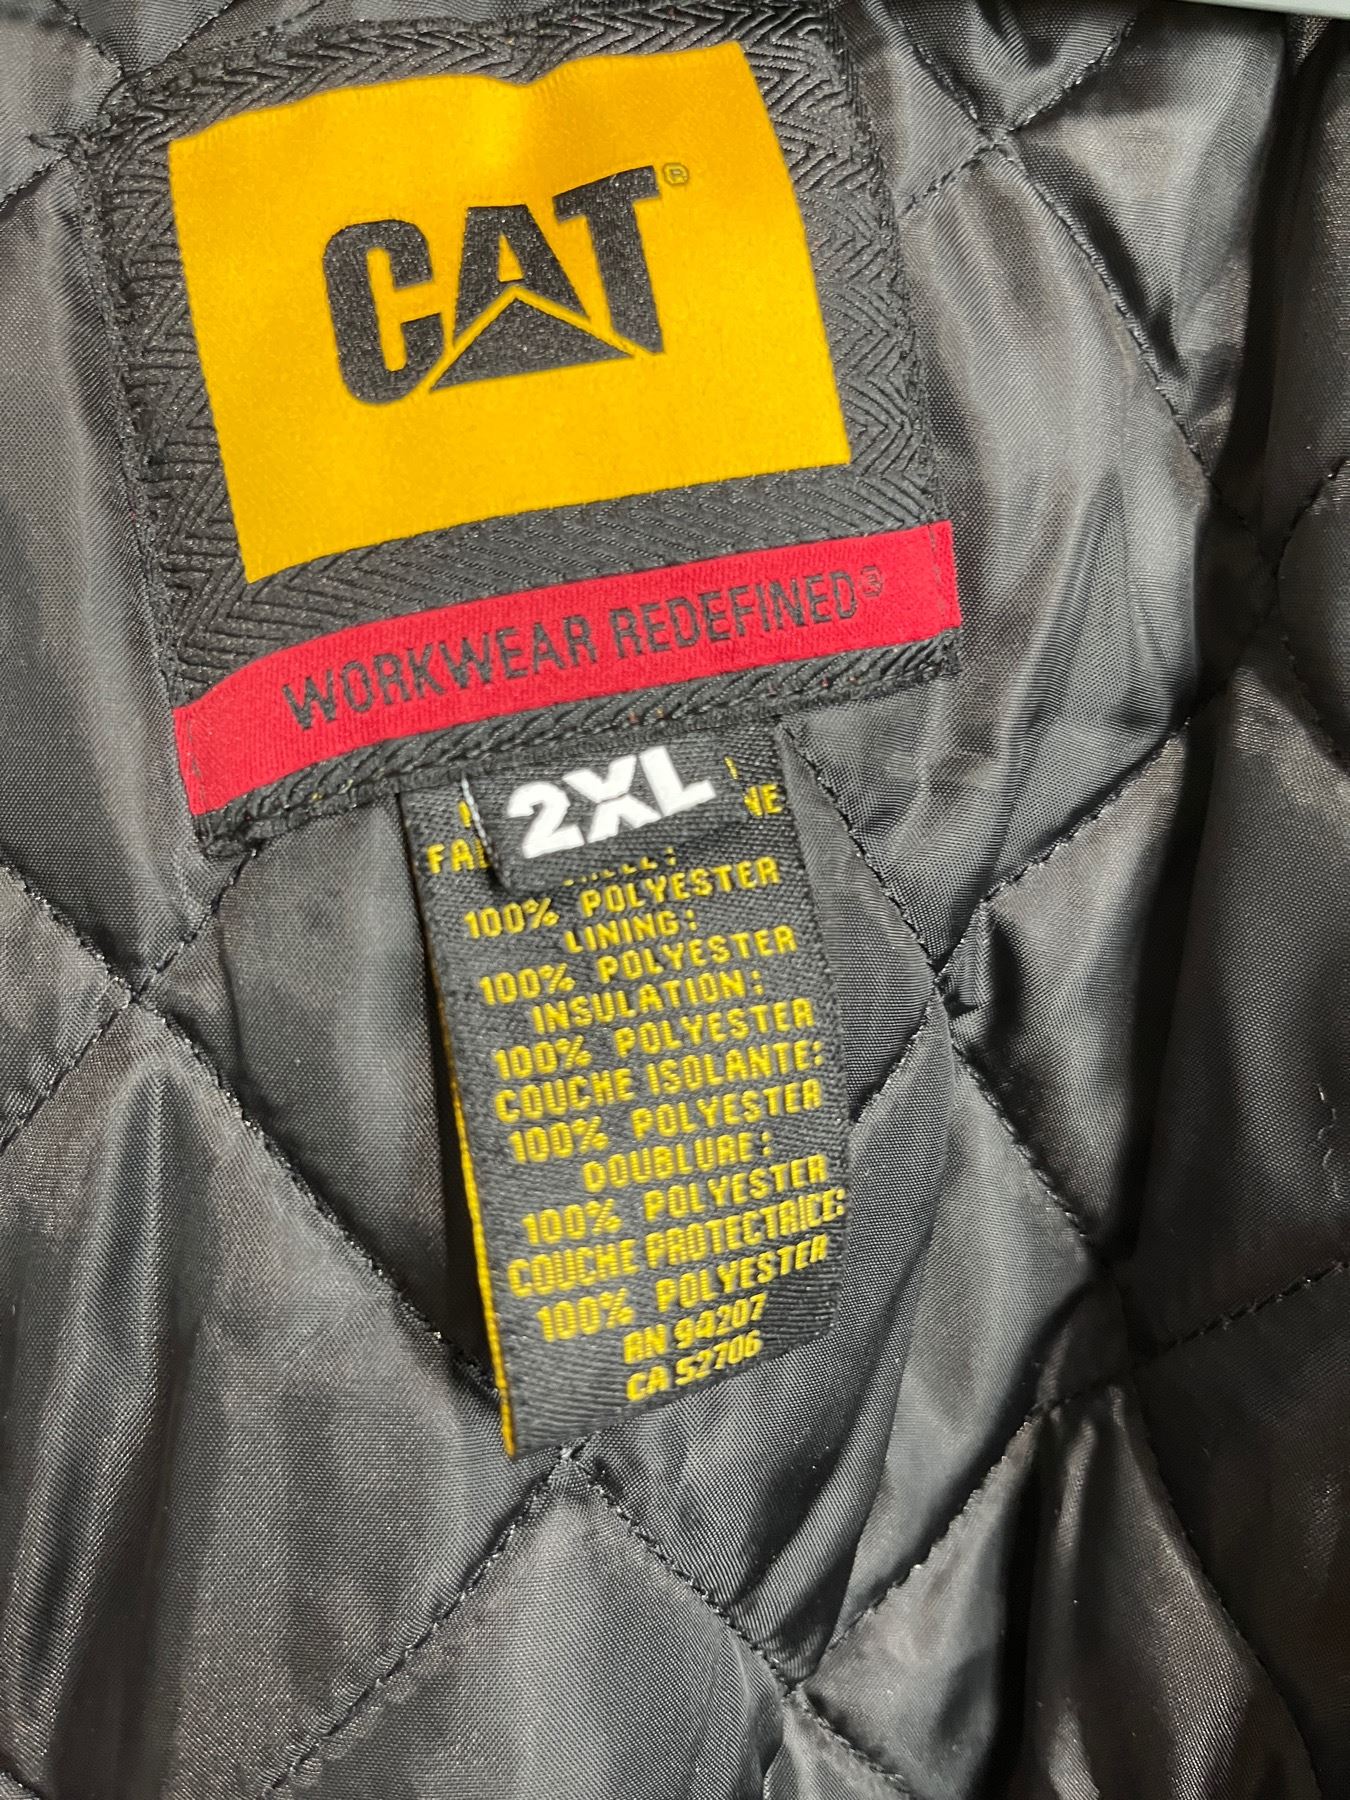 CAT®
WORKWEAR REDEFINED®
2XL
100% POLYESTER
LINING:
100% POLYESTER
INSULATION:
100% POLYESTER
COUCHE ISOLANTE:
100% POLYESTER
DOUBLURE:
100% POLYESTER
COUCHE PROTECTRICE:
100% POLYESTER
RN 94207
CA 52706